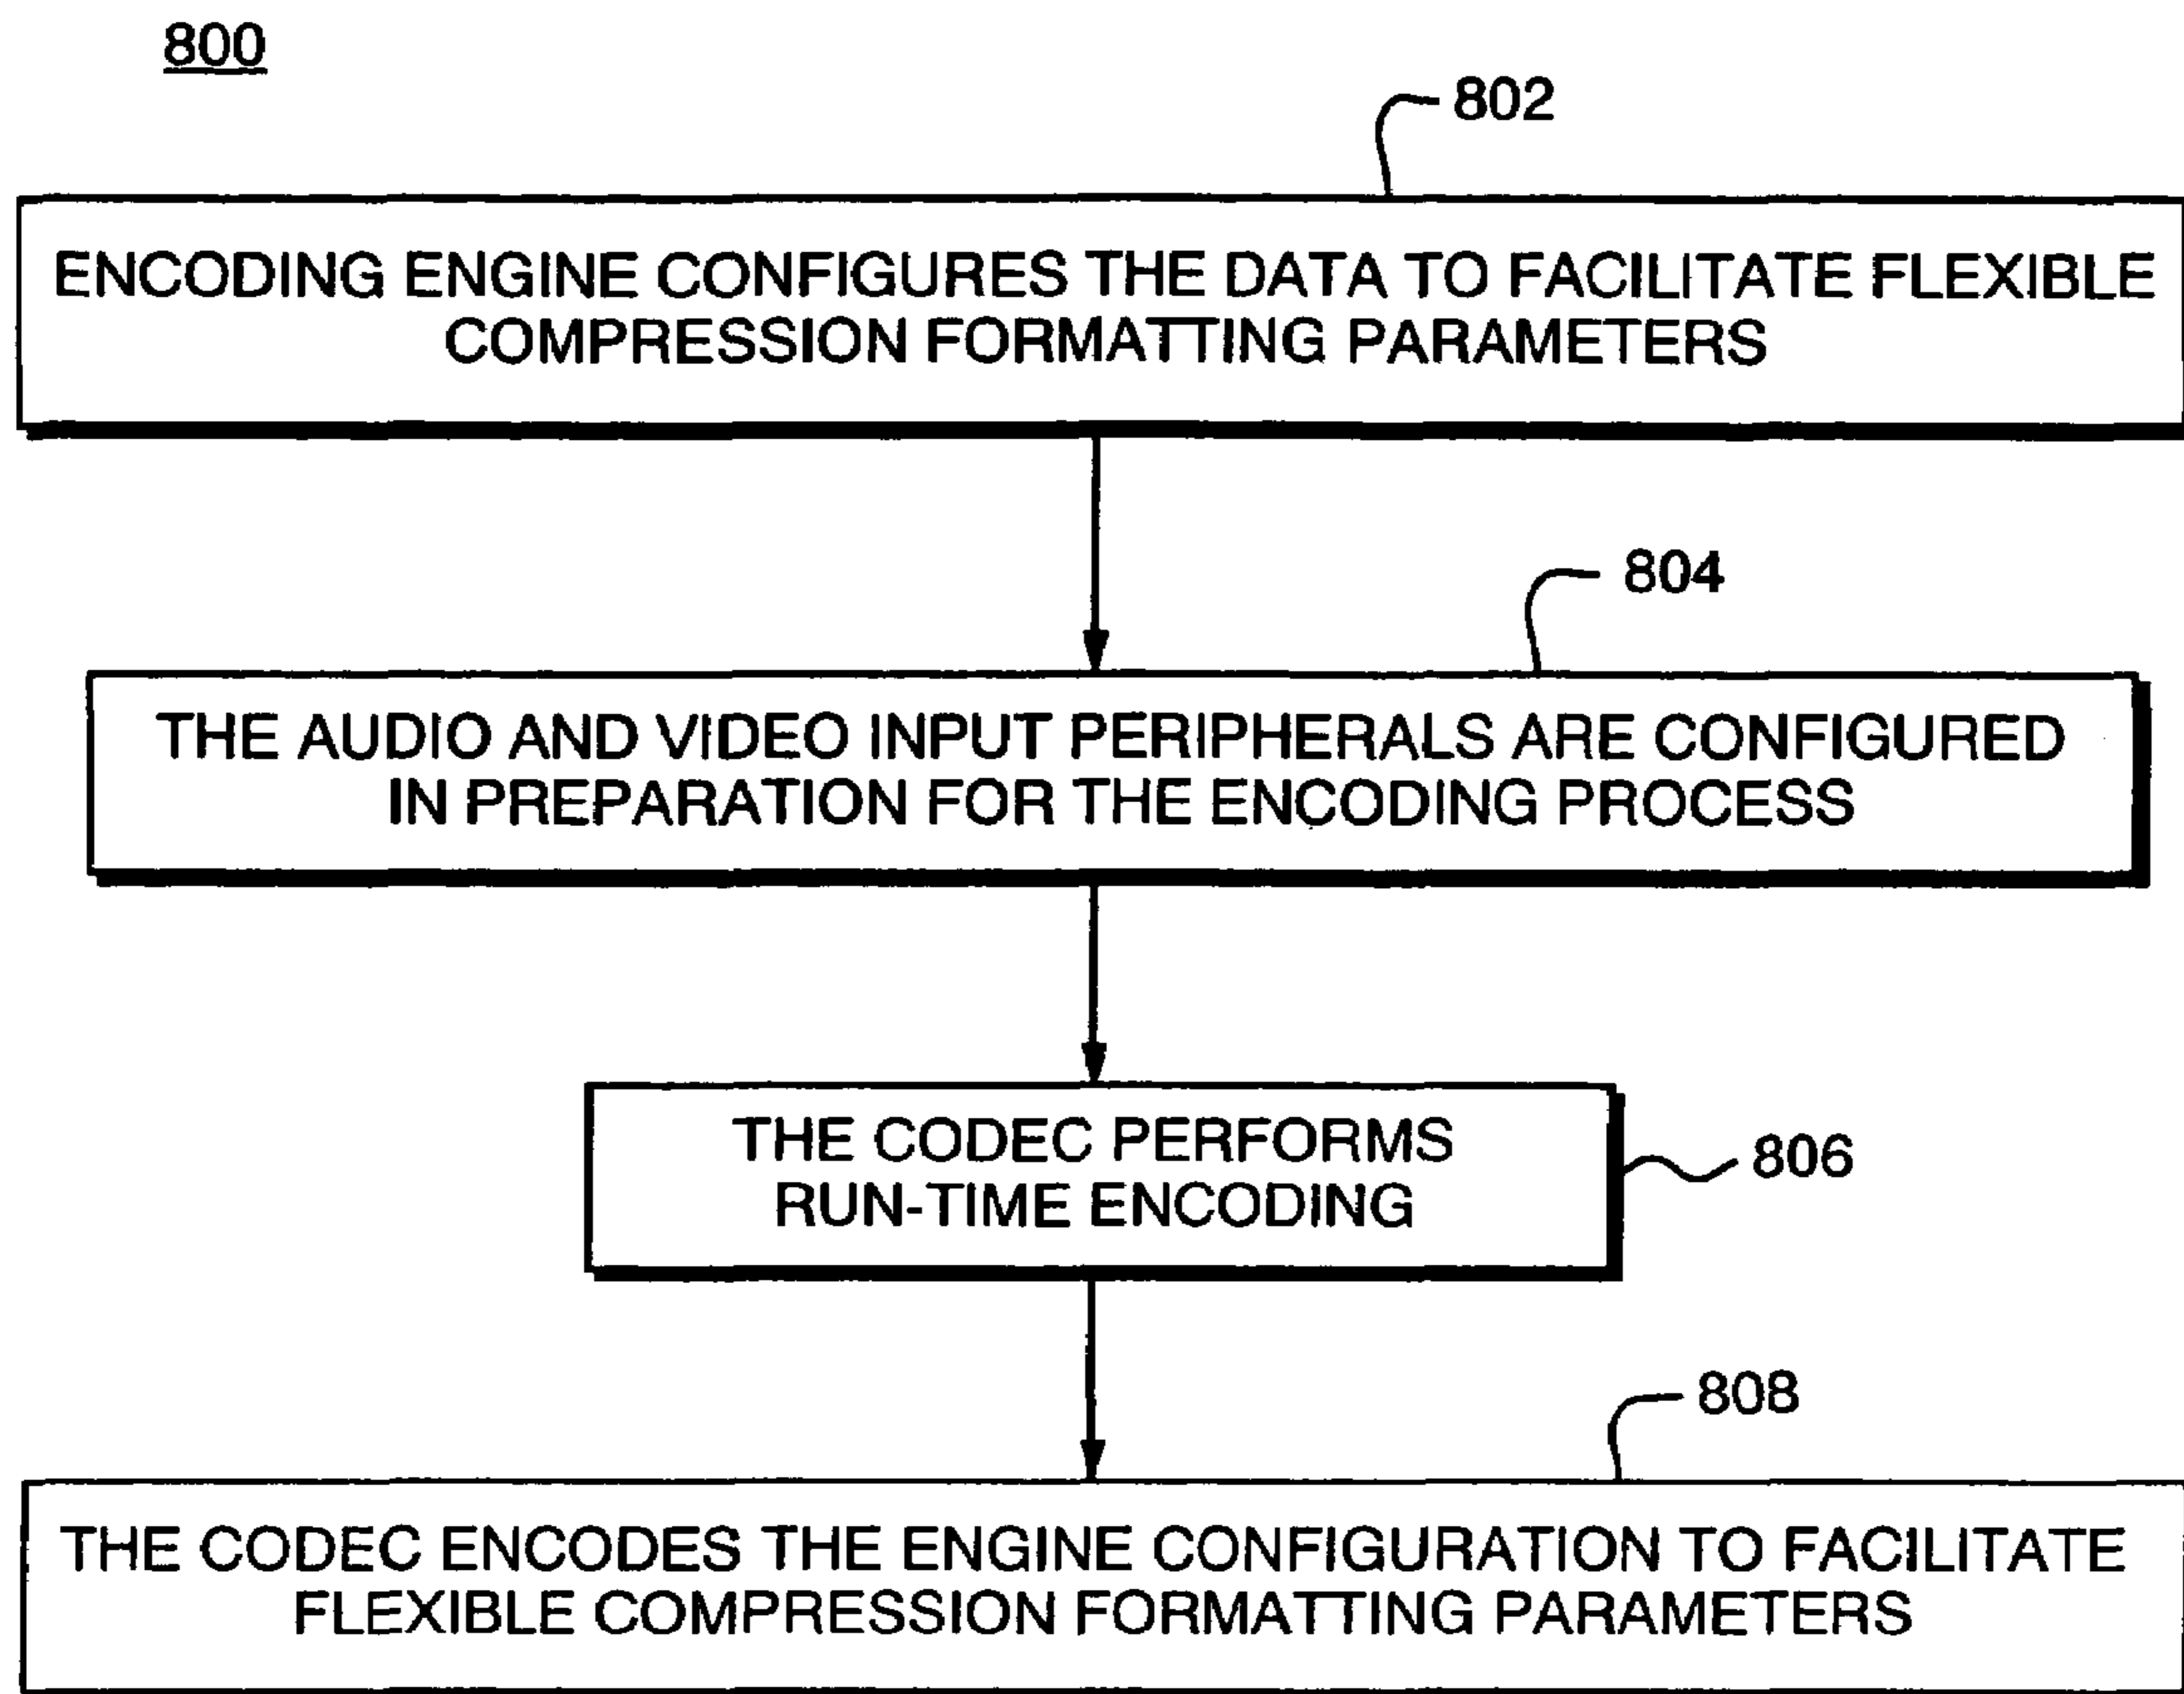 800
802
ENCODING ENGINE CONFIGURES THE DATA TO FACILITATE FLEXIBLE
COMPRESSION FORMATTING PARAMETERS
804
THE AUDIO AND VIDEO INPUT PERIPHERALS ARE CONFIGURED
IN PREPARATION FOR THE ENCODING PROCESS
THE CODEC PERFORMS
RUN-TIME ENCODING
806
808
THE CODEC ENCODES THE ENGINE CONFIGURATION TO FACILITATE
FLEXIBLE COMPRESSION FORMATTING PARAMETERS